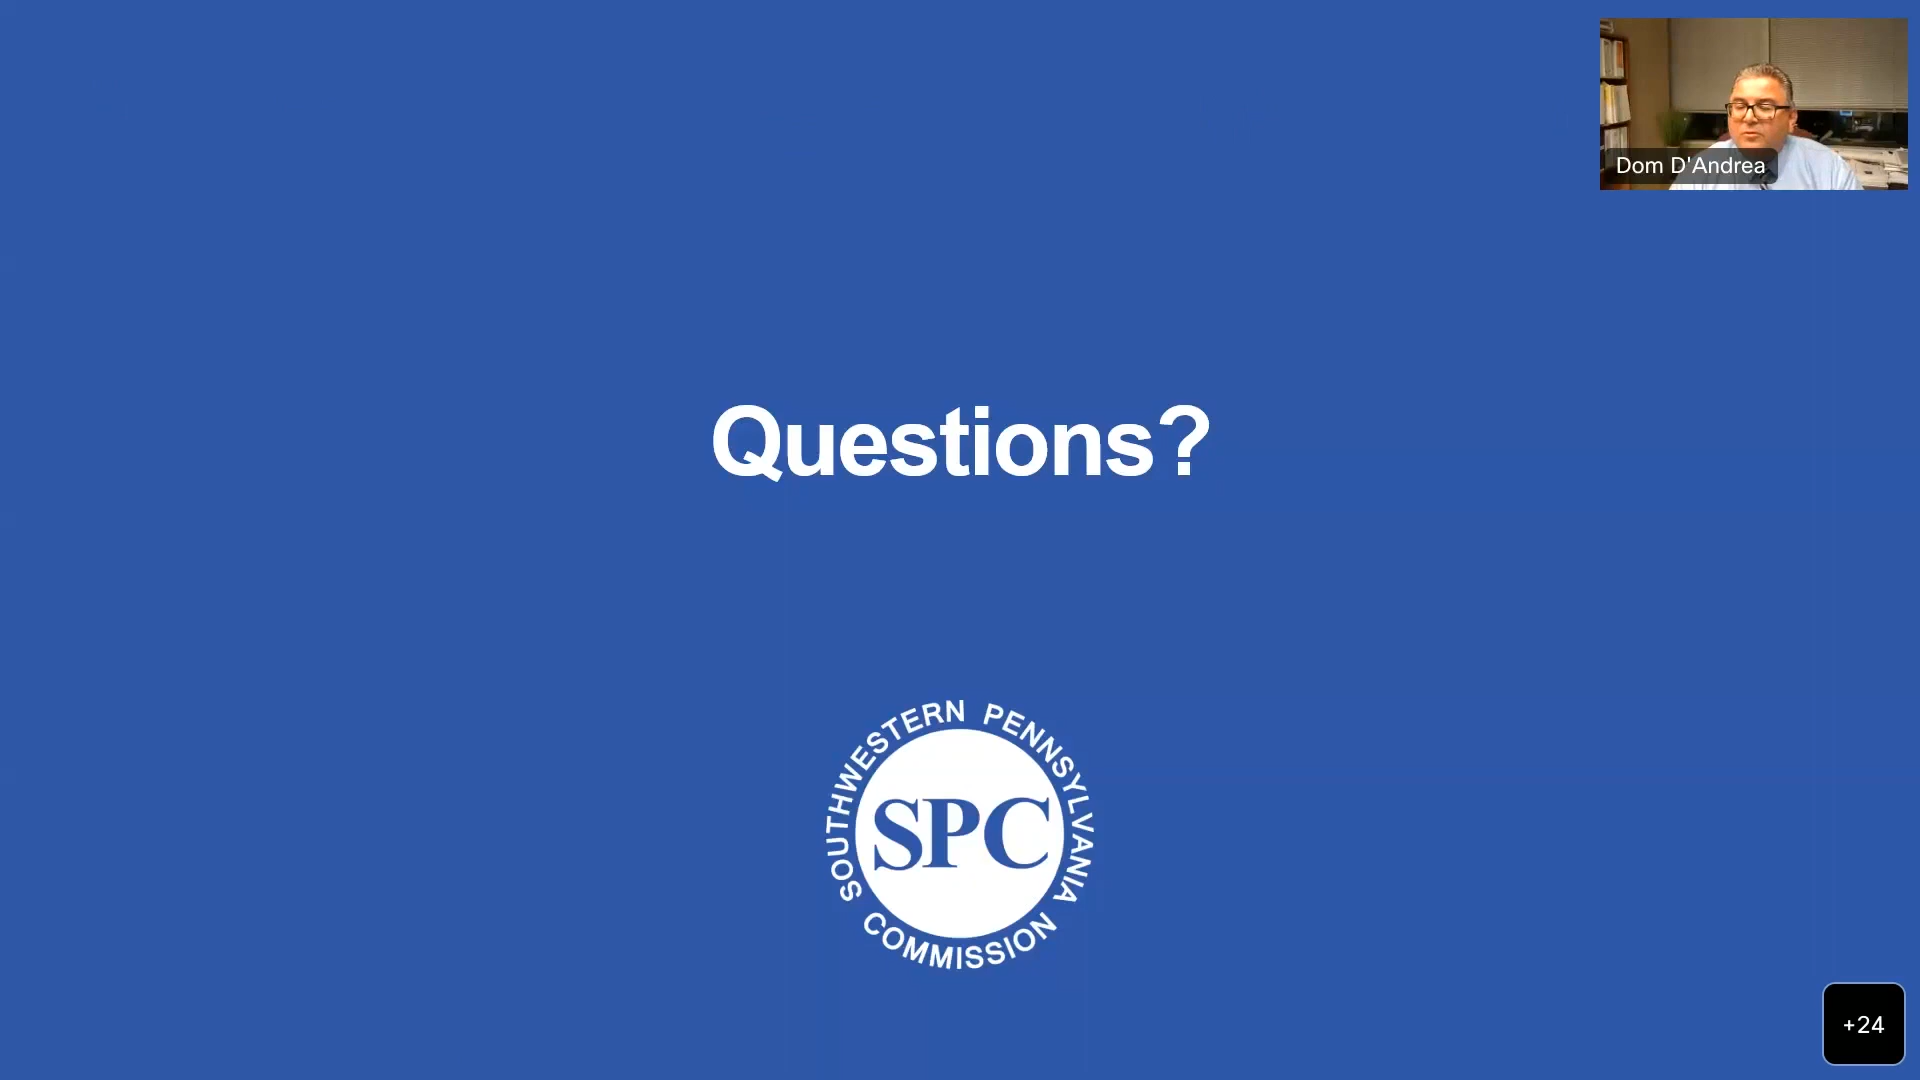 Dom D'Andrea
Questions?
SOUTHWESTERN PENNSYLVANIA
SPC
COMMISSION
+24